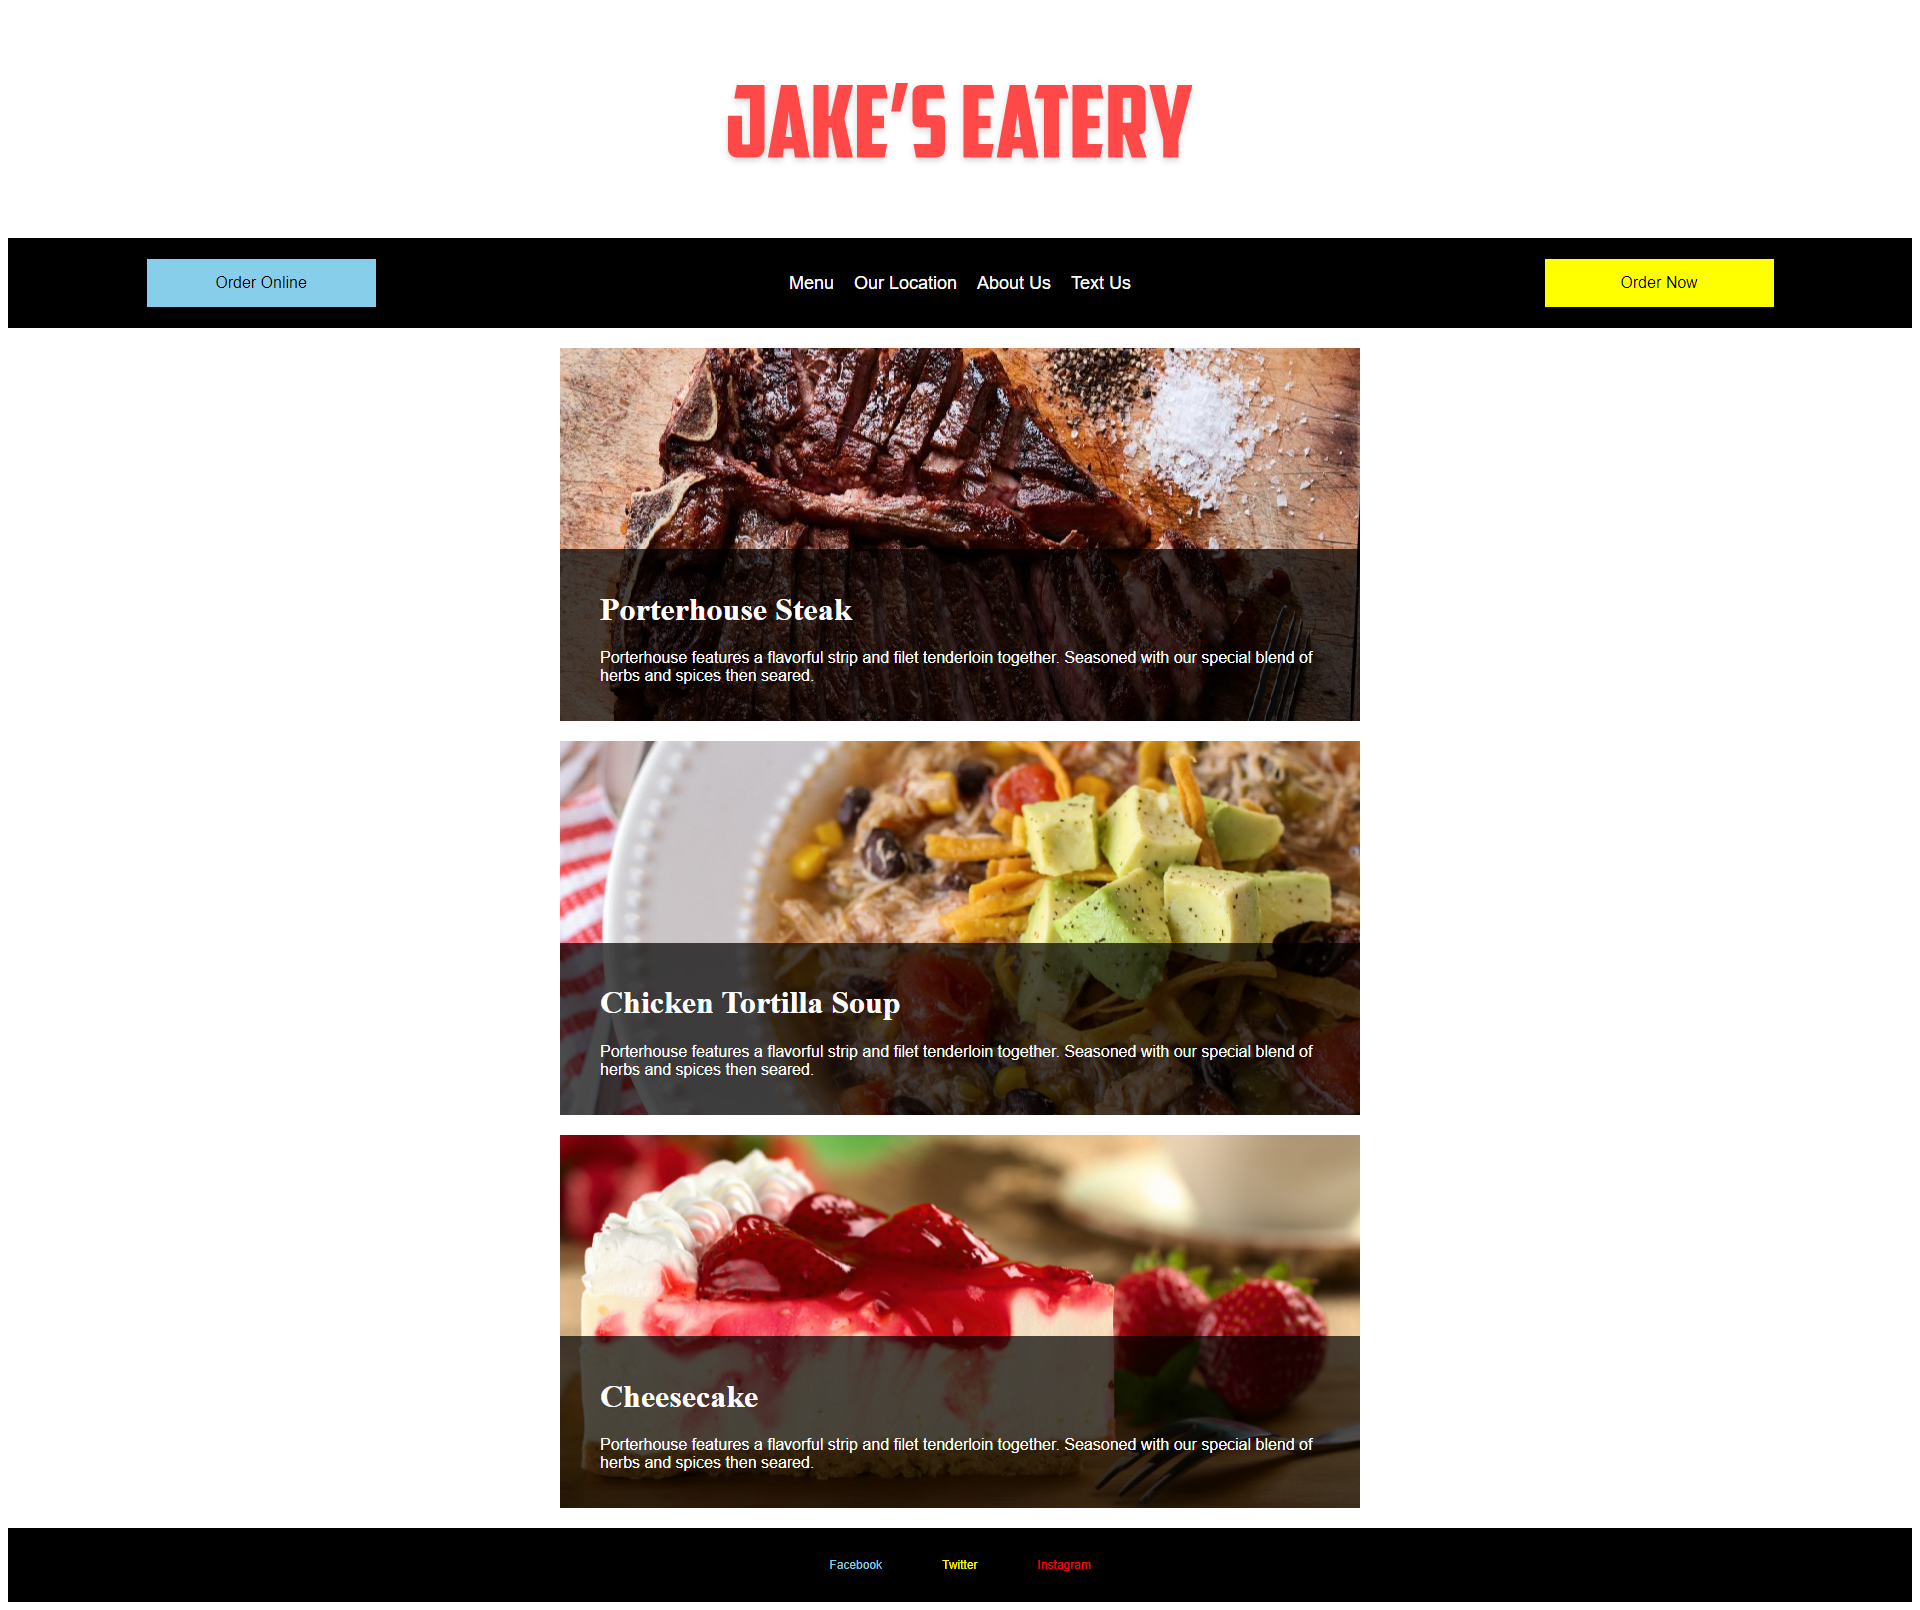 JAKE'S EATERY
Order Online
Menu Our Location About Us Text Us
Order Now
Porterhouse Steak
Porterhouse features a flavorful strip and filet tenderloin together. Seasoned with our special blend of
herbs and spices then seared.
Chicken Tortilla Soup
Porterhouse features a flavorful strip and filet tenderloin together. Seasoned with our special blend of
herbs and spices then seared.
Cheesecake
Porterhouse features a flavorful strip and filet tenderloin together. Seasoned with our special blend of
herbs and spices then seared.
Facebook Twitter Instagram